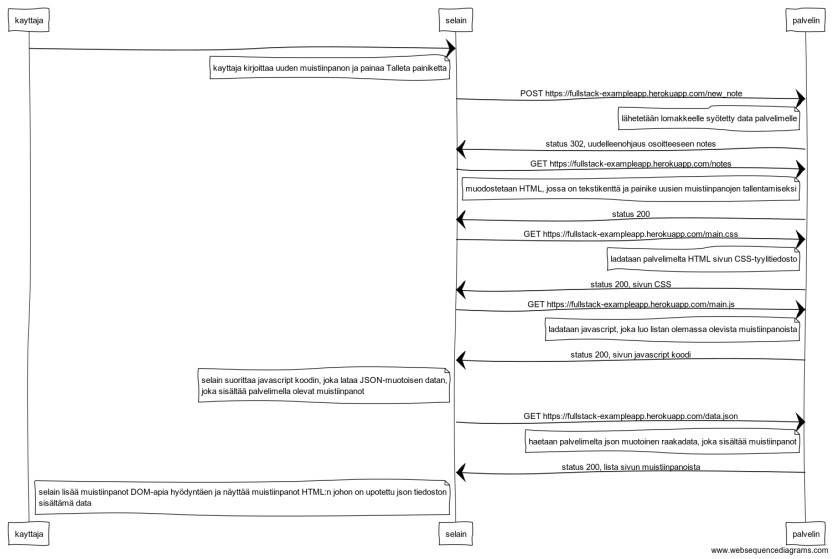 kayttaja
selain
palvelin
kayttaja kirjoittaa uuden muistiinpanon ja painaa Talleta painiketta
POST https://fullstack-exampleapp.herokuapp.com/new_note
lähetetään lomakkeelle syötetty data palvelimelle
status 302, uudelleenohjaus osoitteeseen notes
GET https://fullstack-exampleapp.herokuapp.com/notes
muodostetaan HTML, jossa on tekstikenttä ja painike uusien muistiinpanojen tallentamiseksi
status 200
GET https://fullstack-exampleapp.herokuapp.com/main.css
ladataan palvelimelta HTML sivun CSS-tyylitiedosto
status 200, sivun CSS
GET https://fullstack-exampleapp.herokuapp.com/main.js
ladataan javascript, joka luo listan olemassa olevista muistiinpanoista
status 200, sivun javascript koodi
selain suorittaa javascript koodin, joka lataa JSON-muotoisen datan,
joka sisältää palvelimella olevat muistiinpanot
GET https://fullstack-exampleapp.herokuapp.com/data.json
haetaan palvelimelta json muotoinen raakadata, joka sisältää muistiinpanot
status 200, lista sivun muistiinpanoista
selain lisää muistiinpanot DOM-apia hyödyntäen ja näyttää muistiinpanot HTML:n johon on upotettu json tiedoston
sisältämä data
kayttaja
selain
palvelin
www.websequencediagrams.com